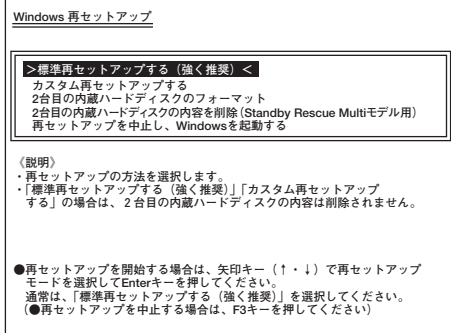 Windows 再セットアップ
＞標準再セットアップする（強く推奨）＜
カスタム再セットアップする
2台目の内蔵ハードディスクのフォーマット
2台目の内蔵ハードディスクの内容を削除（Standby Rescue Multiモデル用）
再セットアップを中止し、Windowsを起動する
《説明》
・再セットアップの方法を選択します。
・「標準再セットアップする（強く推奨）」「カスタム再セットアップ
する」の場合は、２台目の内蔵ハードディスクの内容は削除されません。
●再セットアップを開始する場合は、矢印キー（↑・↓）で再セットアップ
モードを選択してEnterキーを押してください。
通常は、「標準再セットアップする（強く推奨）」を選択してください。
（●再セットアップを中止する場合は、F3キーを押してください）